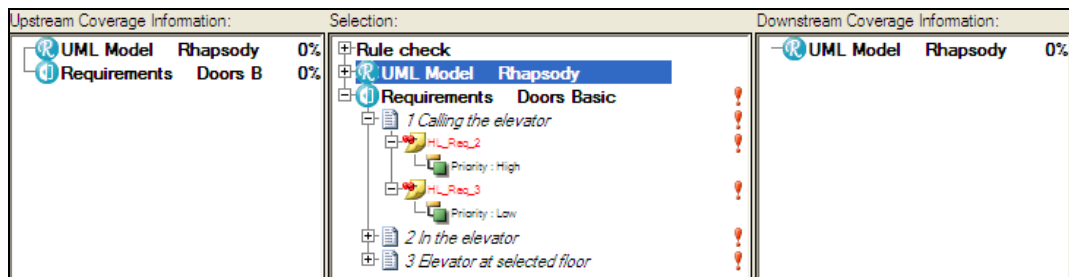 Upstream Coverage Information:
UML Model Rhapsody 0%
Requirements Doors B 0%
Selection:
Rule check
UML Model Rhapsody
Requirements Doors Basic
1 Calling the elevator
HL_Req_2
Priority : High
HL_Req_3
Priority : Low
2 In the elevator
3 Elevator at selected floor
Downstream Coverage Information:
UML Model Rhapsody 0%